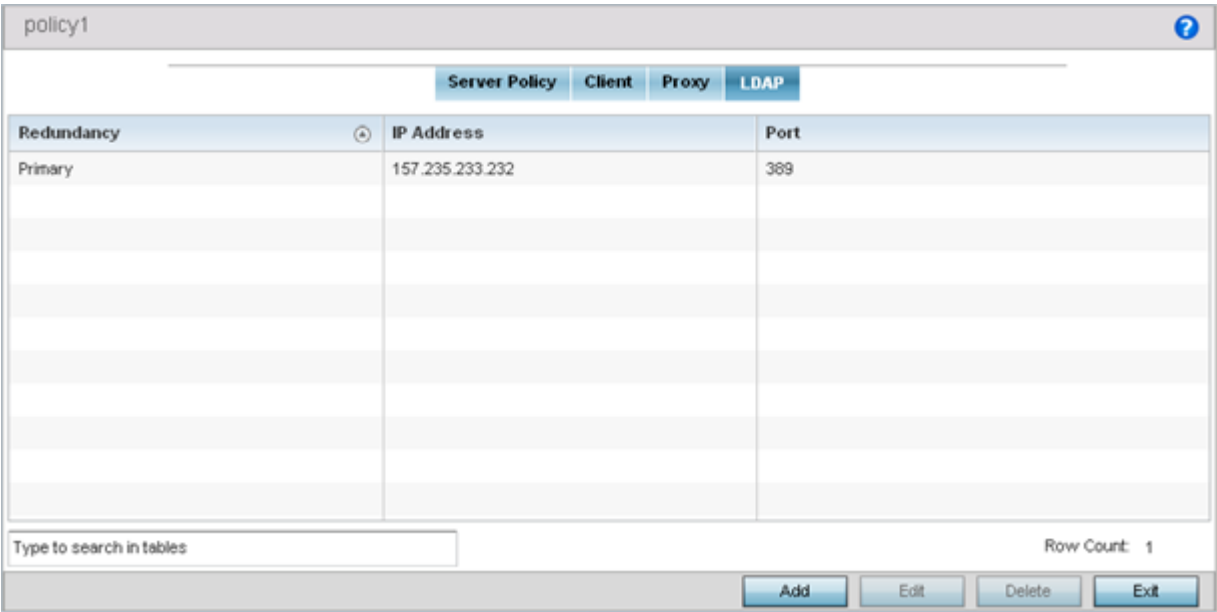 policy1
?
Server Policy Client Proxy LDAP
Redundancy IP Address Port
Primary 157.235.233.232 389
Type to search in tables Row Count: 1
Add Edit Delete Exit